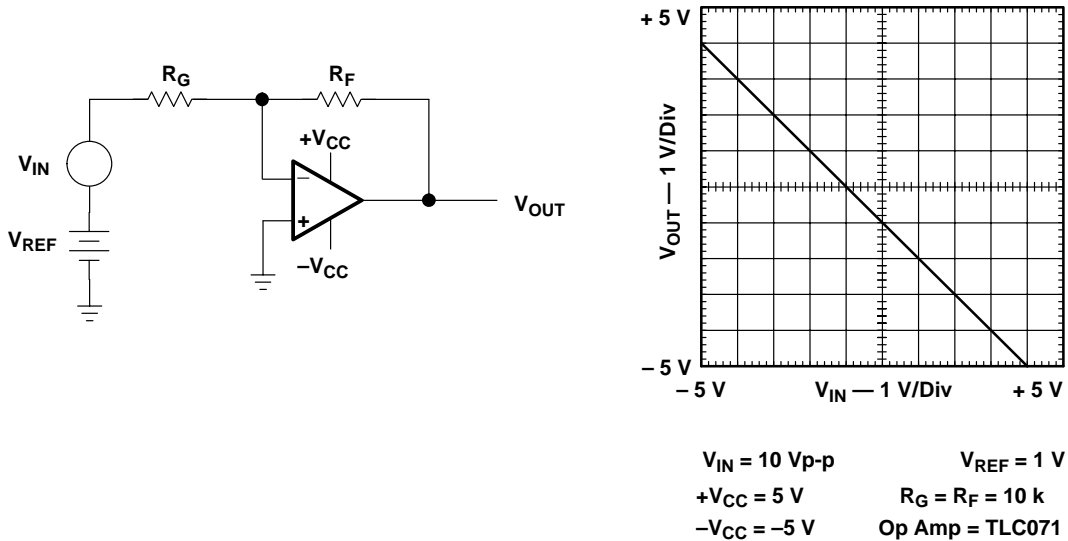 R_G
R_F
+V_CC
V_IN
−
+
V_OUT
V_REF
−V_CC
+ 5 V
V_OUT — 1 V/Div
– 5 V
– 5 V
V_IN — 1 V/Div
+ 5 V
V_IN = 10 Vp-p
V_REF = 1 V
+V_CC = 5 V
R_G = R_F = 10 k
−V_CC = −5 V
Op Amp = TLC071